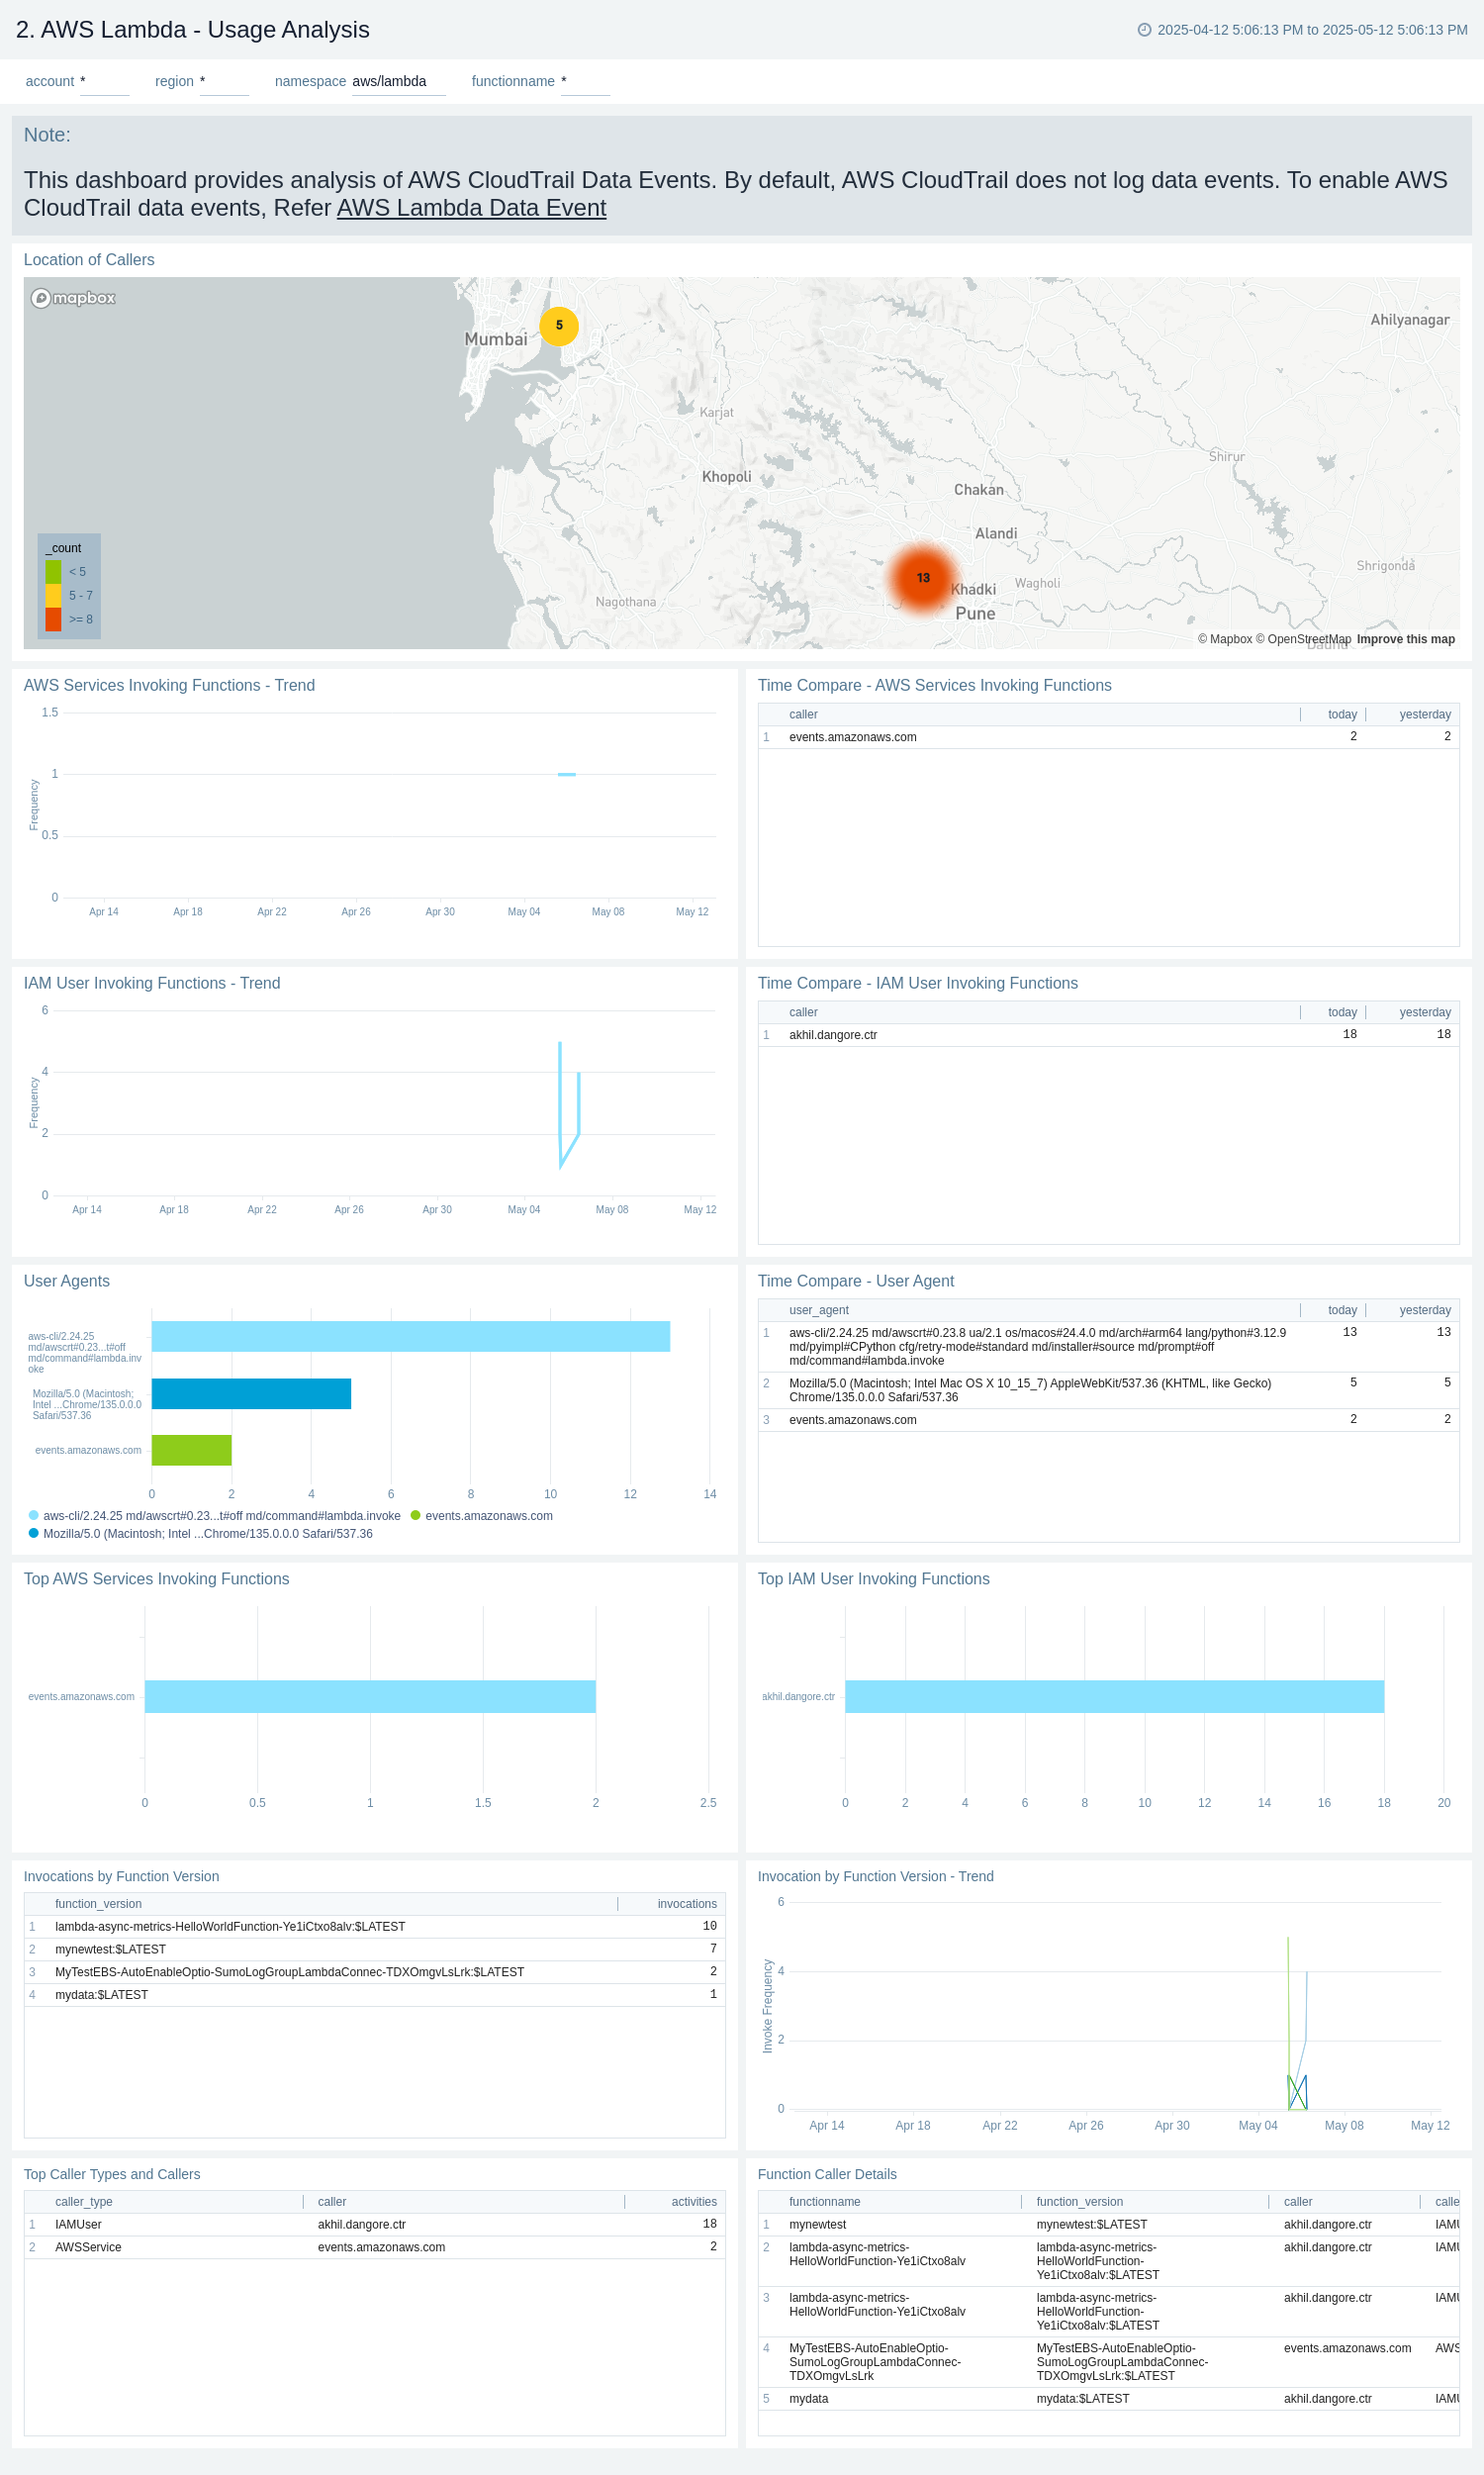 2. AWS Lambda - Usage Analysis
2025-04-12 5:06:13 PM to 2025-05-12 5:06:13 PM
account * region * namespace aws/lambda functionname *
Note:
This dashboard provides analysis of AWS CloudTrail Data Events. By default, AWS CloudTrail does not log data events. To enable AWS
CloudTrail data events, Refer AWS Lambda Data Event
Location of Callers
mapbox
Mumbai
5
Ahilyanagar
Karjat
Shirur
Khopoli
Chakan
Alandi
13
Khadki
Wagholi
Shrigonda
Nagothana
Pune
_count
< 5
5 - 7
>= 8
© Mapbox © OpenStreetMap Improve this map
AWS Services Invoking Functions - Trend
1.5
1
0.5
0
Frequency
Apr 14 Apr 18 Apr 22 Apr 26 Apr 30 May 04 May 08 May 12
Time Compare - AWS Services Invoking Functions
caller today yesterday
1 events.amazonaws.com 2 2
IAM User Invoking Functions - Trend
6
4
2
0
Frequency
Apr 14 Apr 18 Apr 22 Apr 26 Apr 30 May 04 May 08 May 12
Time Compare - IAM User Invoking Functions
caller today yesterday
1 akhil.dangore.ctr 18 18
User Agents
aws-cli/2.24.25
md/awscrt#0.23...t#off
md/command#lambda.inv
oke
Mozilla/5.0 (Macintosh;
Intel ...Chrome/135.0.0.0
Safari/537.36
events.amazonaws.com
0 2 4 6 8 10 12 14
aws-cli/2.24.25 md/awscrt#0.23...t#off md/command#lambda.invoke events.amazonaws.com
Mozilla/5.0 (Macintosh; Intel ...Chrome/135.0.0.0 Safari/537.36
Time Compare - User Agent
user_agent today yesterday
1 aws-cli/2.24.25 md/awscrt#0.23.8 ua/2.1 os/macos#24.4.0 md/arch#arm64 lang/python#3.12.9 13 13
md/pyimpl#CPython cfg/retry-mode#standard md/installer#source md/prompt#off
md/command#lambda.invoke
2 Mozilla/5.0 (Macintosh; Intel Mac OS X 10_15_7) AppleWebKit/537.36 (KHTML, like Gecko) 5 5
Chrome/135.0.0.0 Safari/537.36
3 events.amazonaws.com 2 2
Top AWS Services Invoking Functions
events.amazonaws.com
0 0.5 1 1.5 2 2.5
Top IAM User Invoking Functions
akhil.dangore.ctr
0 2 4 6 8 10 12 14 16 18 20
Invocations by Function Version
function_version invocations
1 lambda-async-metrics-HelloWorldFunction-Ye1iCtxo8alv:$LATEST 10
2 mynewtest:$LATEST 7
3 MyTestEBS-AutoEnableOptio-SumoLogGroupLambdaConnec-TDXOmgvLsLrk:$LATEST 2
4 mydata:$LATEST 1
Invocation by Function Version - Trend
6
4
2
0
Invoke Frequency
Apr 14 Apr 18 Apr 22 Apr 26 Apr 30 May 04 May 08 May 12
Top Caller Types and Callers
caller_type caller activities
1 IAMUser akhil.dangore.ctr 18
2 AWSService events.amazonaws.com 2
Function Caller Details
functionname function_version caller calle
1 mynewtest mynewtest:$LATEST akhil.dangore.ctr IAMU
2 lambda-async-metrics- lambda-async-metrics- akhil.dangore.ctr IAMU
HelloWorldFunction-Ye1iCtxo8alv HelloWorldFunction-
Ye1iCtxo8alv:$LATEST
3 lambda-async-metrics- lambda-async-metrics- akhil.dangore.ctr IAMU
HelloWorldFunction-Ye1iCtxo8alv HelloWorldFunction-
Ye1iCtxo8alv:$LATEST
4 MyTestEBS-AutoEnableOptio- MyTestEBS-AutoEnableOptio- events.amazonaws.com AWS
SumoLogGroupLambdaConnec- SumoLogGroupLambdaConnec-
TDXOmgvLsLrk TDXOmgvLsLrk:$LATEST
5 mydata mydata:$LATEST akhil.dangore.ctr IAMU